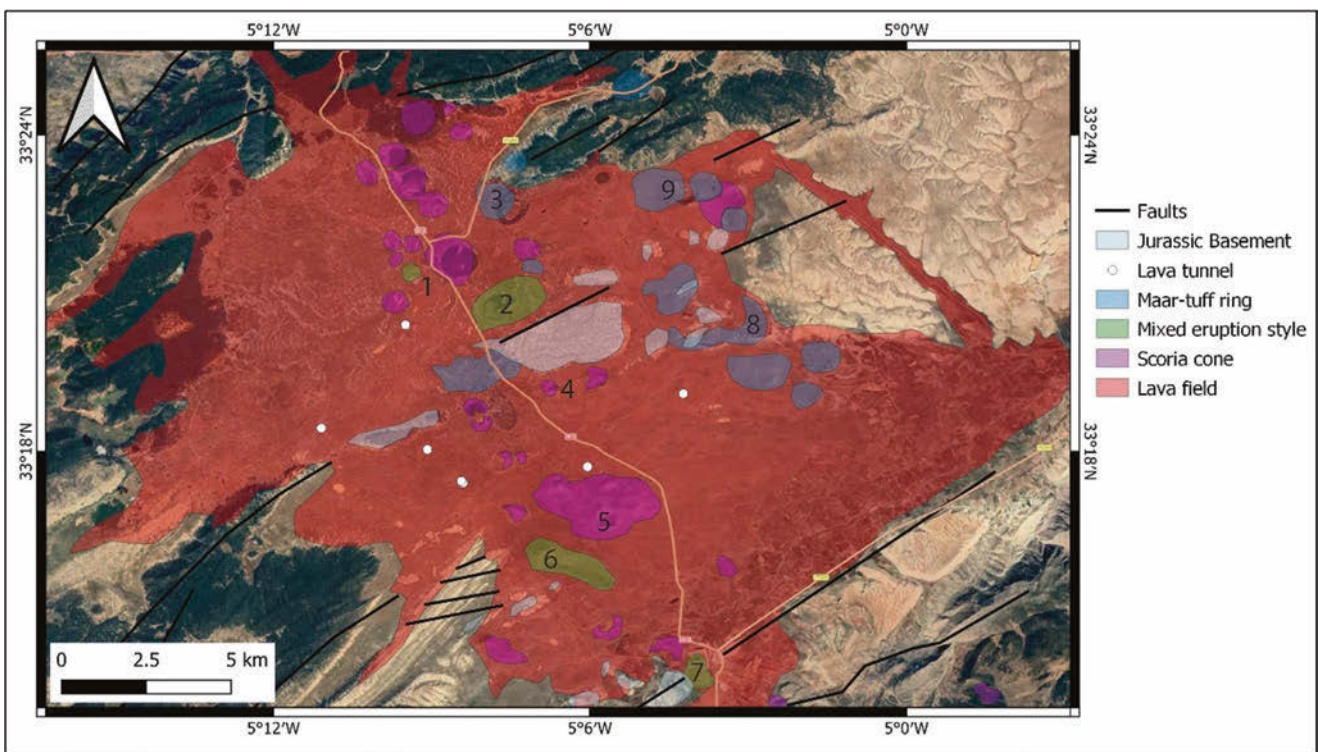 5°12'W 5°6'W 5°0'W
33°24'N 33°24'N
33°18'N 33°18'N
1
2
3
4
5
6
7
8
9
0 2.5 5 km
5°12'W 5°6'W 5°0'W
Faults
Jurassic Basement
Lava tunnel
Maar-tuff ring
Mixed eruption style
Scoria cone
Lava field